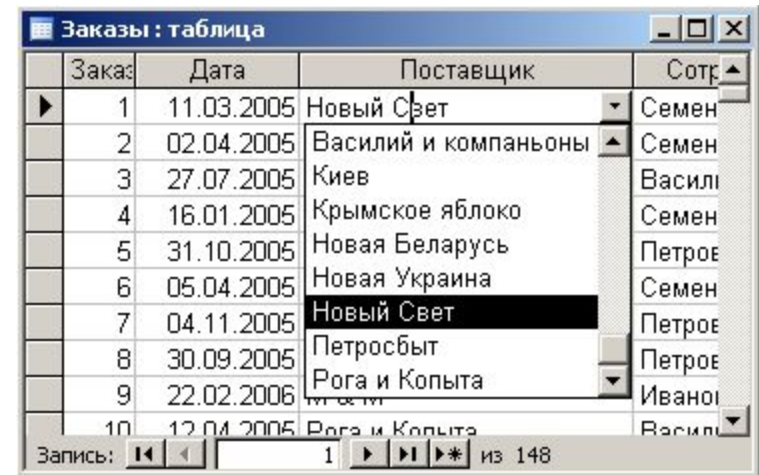 Заказы : таблица
Заказ Дата Поставщик Сотр
1 11.03.2005 Новый Свет Семен
2 02.04.2005 Василий и компаньоны Семен
3 27.07.2005 Киев Васил
4 16.01.2005 Крымское яблоко Семен
5 31.10.2005 Новая Беларусь Петров
6 05.04.2005 Новая Украина Семен
7 04.11.2005 Новый Свет Петров
8 30.09.2005 Петросбыт Петров
9 22.02.2006 Рога и Копыта Иванов
10 12.04.2005 Рога и Копыта Васил
Запись: 1 из 148